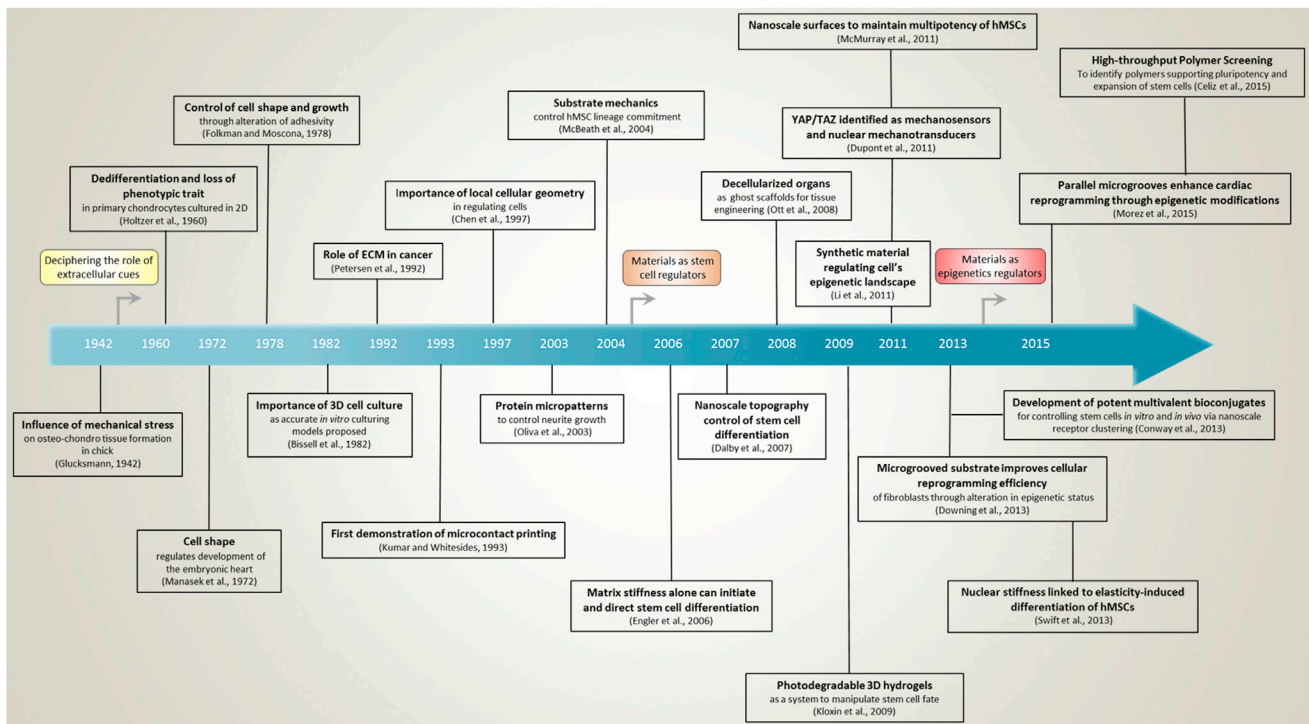 Nanoscale surfaces to maintain multipotency of hMSCs
(McMurray et al., 2011)
High-throughput Polymer Screening
To identify polymers supporting pluripotency and
expansion of stem cells (Celiz et al., 2015)
Control of cell shape and growth
through alteration of adhesivity
(Folkman and Moscona, 1978)
Substrate mechanics
control hMSC lineage commitment
(McBeath et al., 2004)
YAP/TAZ identified as mechanosensors
and nuclear mechanotransducers
(Dupont et al., 2011)
Dedifferentiation and loss of
phenotypic trait
in primary chondrocytes cultured in 2D
(Holtzer et al., 1960)
Importance of local cellular geometry
in regulating cells
(Chen et al., 1997)
Decellularized organs
as ghost scaffolds for tissue
engineering (Ott et al., 2008)
Parallel microgrooves enhance cardiac
reprogramming through epigenetic modifications
(Morez et al., 2015)
Deciphering the role of
extracellular cues
Role of ECM in cancer
(Petersen et al., 1992)
Materials as stem
cell regulators
Synthetic material
regulating cell's
epigenetic landscape
(Li et al., 2011)
Materials as
epigenetics regulators
1942 1960 1972 1978 1982 1992 1993 1997 2003 2004 2006 2007 2008 2009 2011 2013 2015
Influence of mechanical stress
on osteo-chondro tissue formation
in chick
(Glucksmann, 1942)
Importance of 3D cell culture
as accurate in vitro culturing
models proposed
(Bissell et al., 1982)
Protein micropatterns
to control neurite growth
(Oliva et al., 2003)
Nanoscale topography
control of stem cell
differentiation
(Dalby et al., 2007)
Development of potent multivalent bioconjugates
for controlling stem cells in vitro and in vivo via nanoscale
receptor clustering (Conway et al., 2013)
Microgrooved substrate improves cellular
reprogramming efficiency
of fibroblasts through alteration in epigenetic status
(Downing et al., 2013)
Cell shape
regulates development of
the embryonic heart
(Manasek et al., 1972)
First demonstration of microcontact printing
(Kumar and Whitesides, 1993)
Matrix stiffness alone can initiate
and direct stem cell differentiation
(Engler et al., 2006)
Nuclear stiffness linked to elasticity-induced
differentiation of hMSCs
(Swift et al., 2013)
Photodegradable 3D hydrogels
as a system to manipulate stem cell fate
(Kloxin et al., 2009)